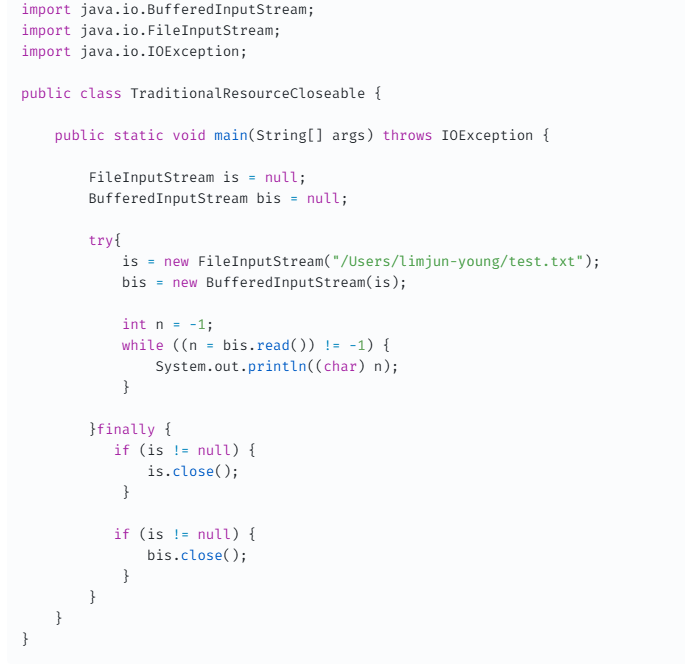 import java.io.BufferedInputStream;
import java.io.FileInputStream;
import java.io.IOException;

public class TraditionalResourceCloseable {

    public static void main(String[] args) throws IOException {

        FileInputStream is = null;
        BufferedInputStream bis = null;

        try{
            is = new FileInputStream("/Users/limjun-young/test.txt");
            bis = new BufferedInputStream(is);

            int n = -1;
            while ((n = bis.read()) != -1) {
                System.out.println((char) n);
            }

        }finally {
           if (is != null) {
               is.close();
            }

           if (is != null) {
               bis.close();
            }
        }
    }
}